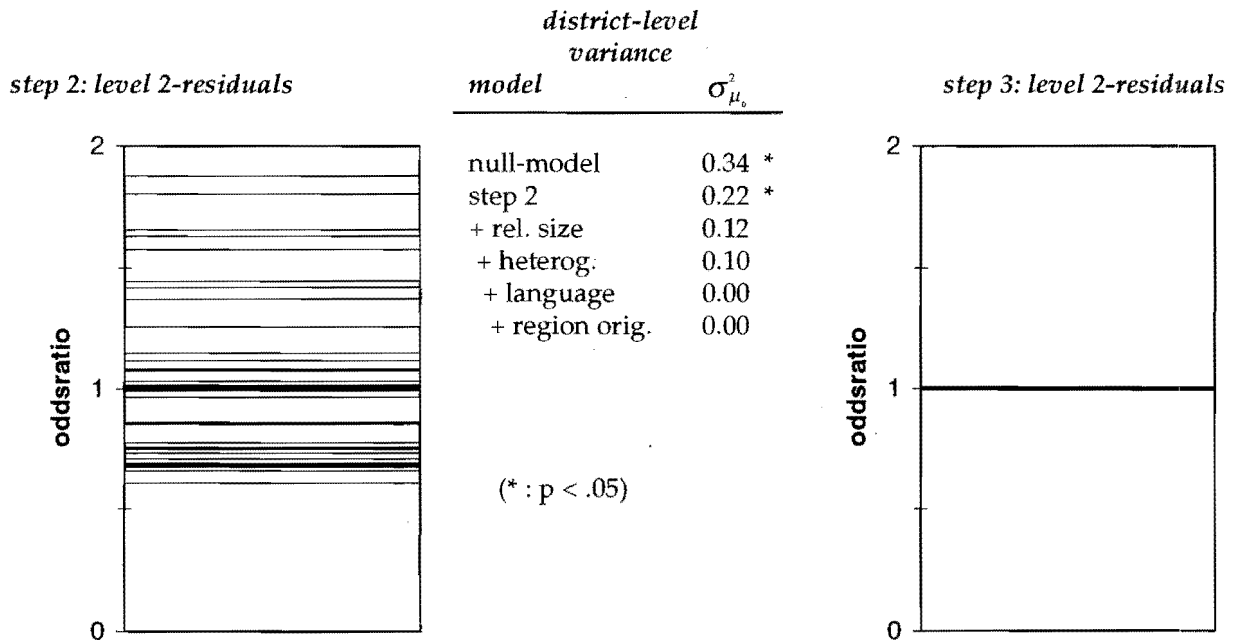 district-level
variance
step 2: level 2-residuals
model σ²μ₀
step 3: level 2-residuals
2
1
0
oddsratio
null-model 0.34 *
step 2 0.22 *
+ rel. size 0.12
+ heterog. 0.10
+ language 0.00
+ region orig. 0.00
(* : p < .05)
2
1
0
oddsratio